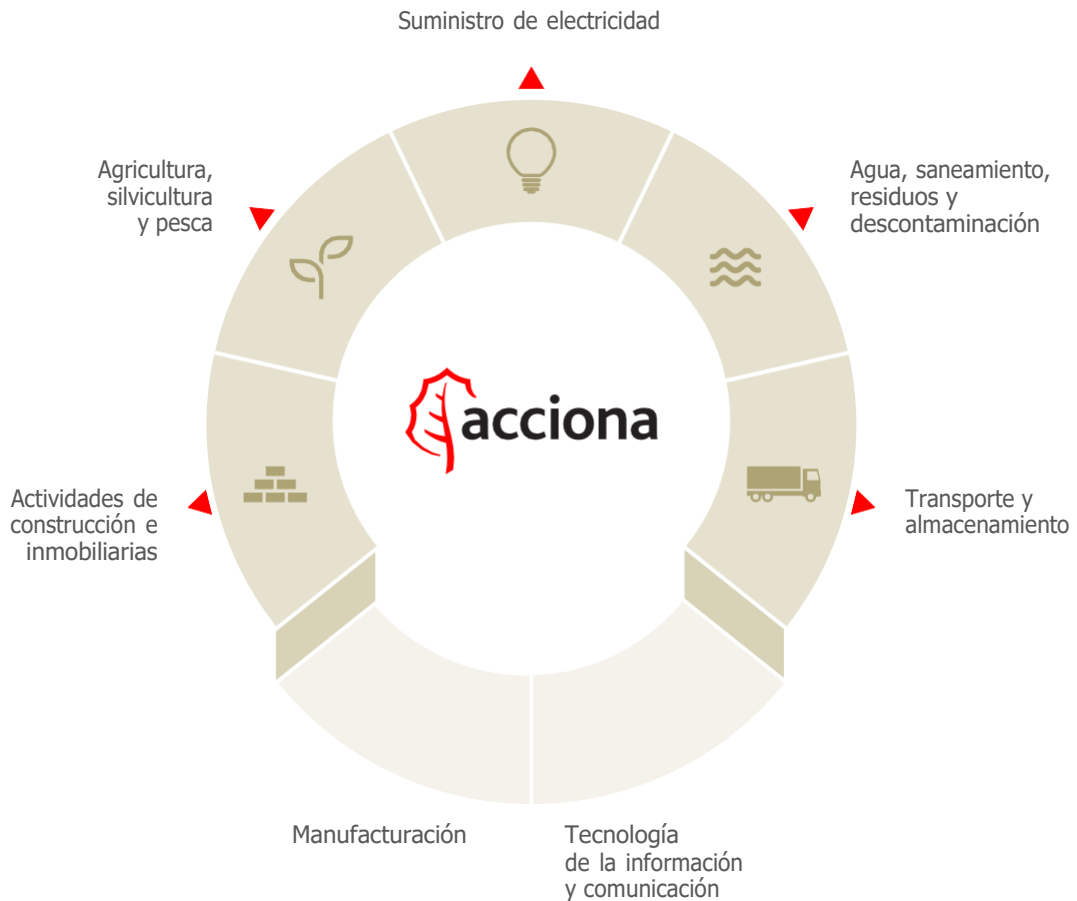 Suministro de electricidad
Agricultura,
silvicultura
y pesca
Agua, saneamiento,
residuos y
descontaminación
acciona
Actividades de
construcción e
inmobiliarias
Transporte y
almacenamiento
Manufacturación
Tecnología
de la información
y comunicación